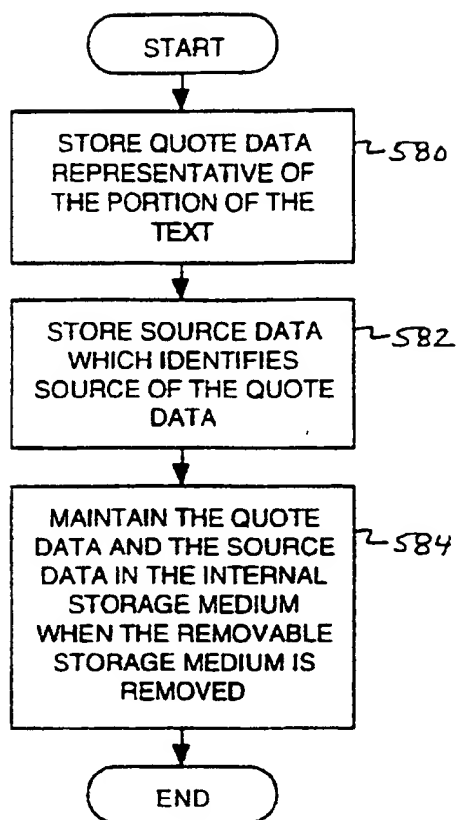 START
STORE QUOTE DATA
REPRESENTATIVE OF
THE PORTION OF THE
TEXT
580
STORE SOURCE DATA
WHICH IDENTIFIES
SOURCE OF THE QUOTE
DATA
582
MAINTAIN THE QUOTE
DATA AND THE SOURCE
DATA IN THE INTERNAL
STORAGE MEDIUM
WHEN THE REMOVABLE
STORAGE MEDIUM IS
REMOVED
584
END